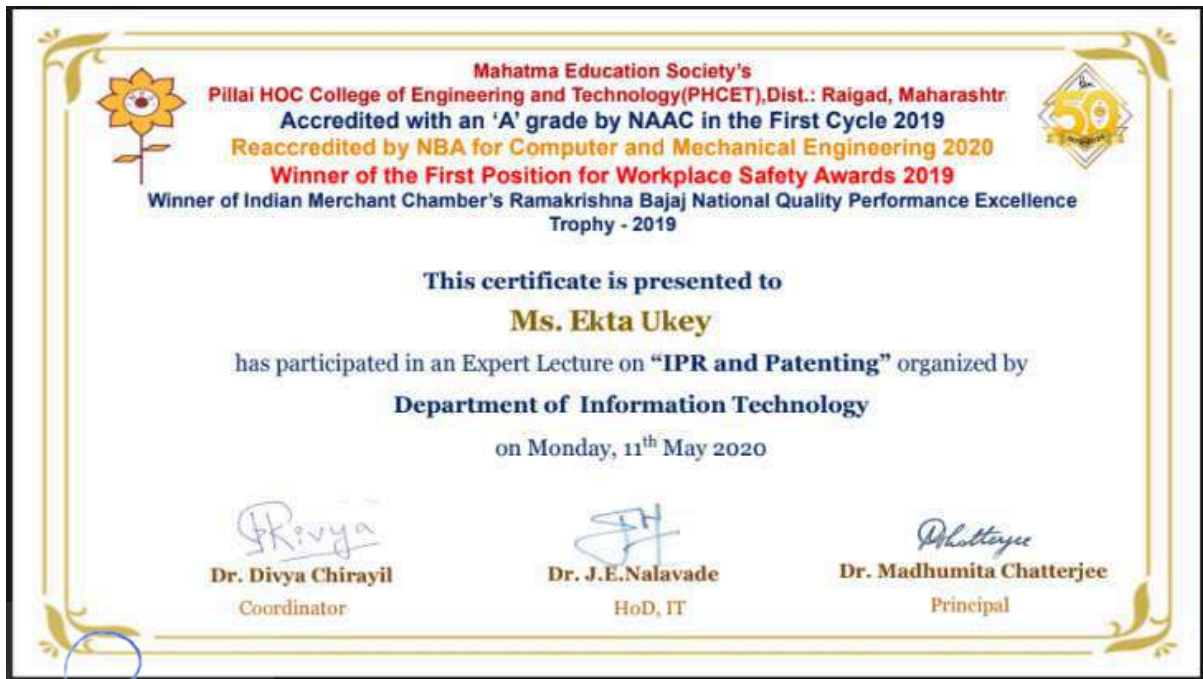 Mahatma Education Society's
Pillai HOC College of Engineering and Technology(PHCET),Dist.: Raigad, Maharashtr
Accredited with an 'A' grade by NAAC in the First Cycle 2019
Reaccredited by NBA for Computer and Mechanical Engineering 2020
Winner of the First Position for Workplace Safety Awards 2019
Winner of Indian Merchant Chamber's Ramakrishna Bajaj National Quality Performance Excellence
Trophy - 2019
50
This certificate is presented to
Ms. Ekta Ukey
has participated in an Expert Lecture on "IPR and Patenting" organized by
Department of Information Technology
on Monday, 11th May 2020
Dr. Divya Chirayil
Coordinator
Dr. J.E.Nalavade
HoD, IT
Dr. Madhumita Chatterjee
Principal